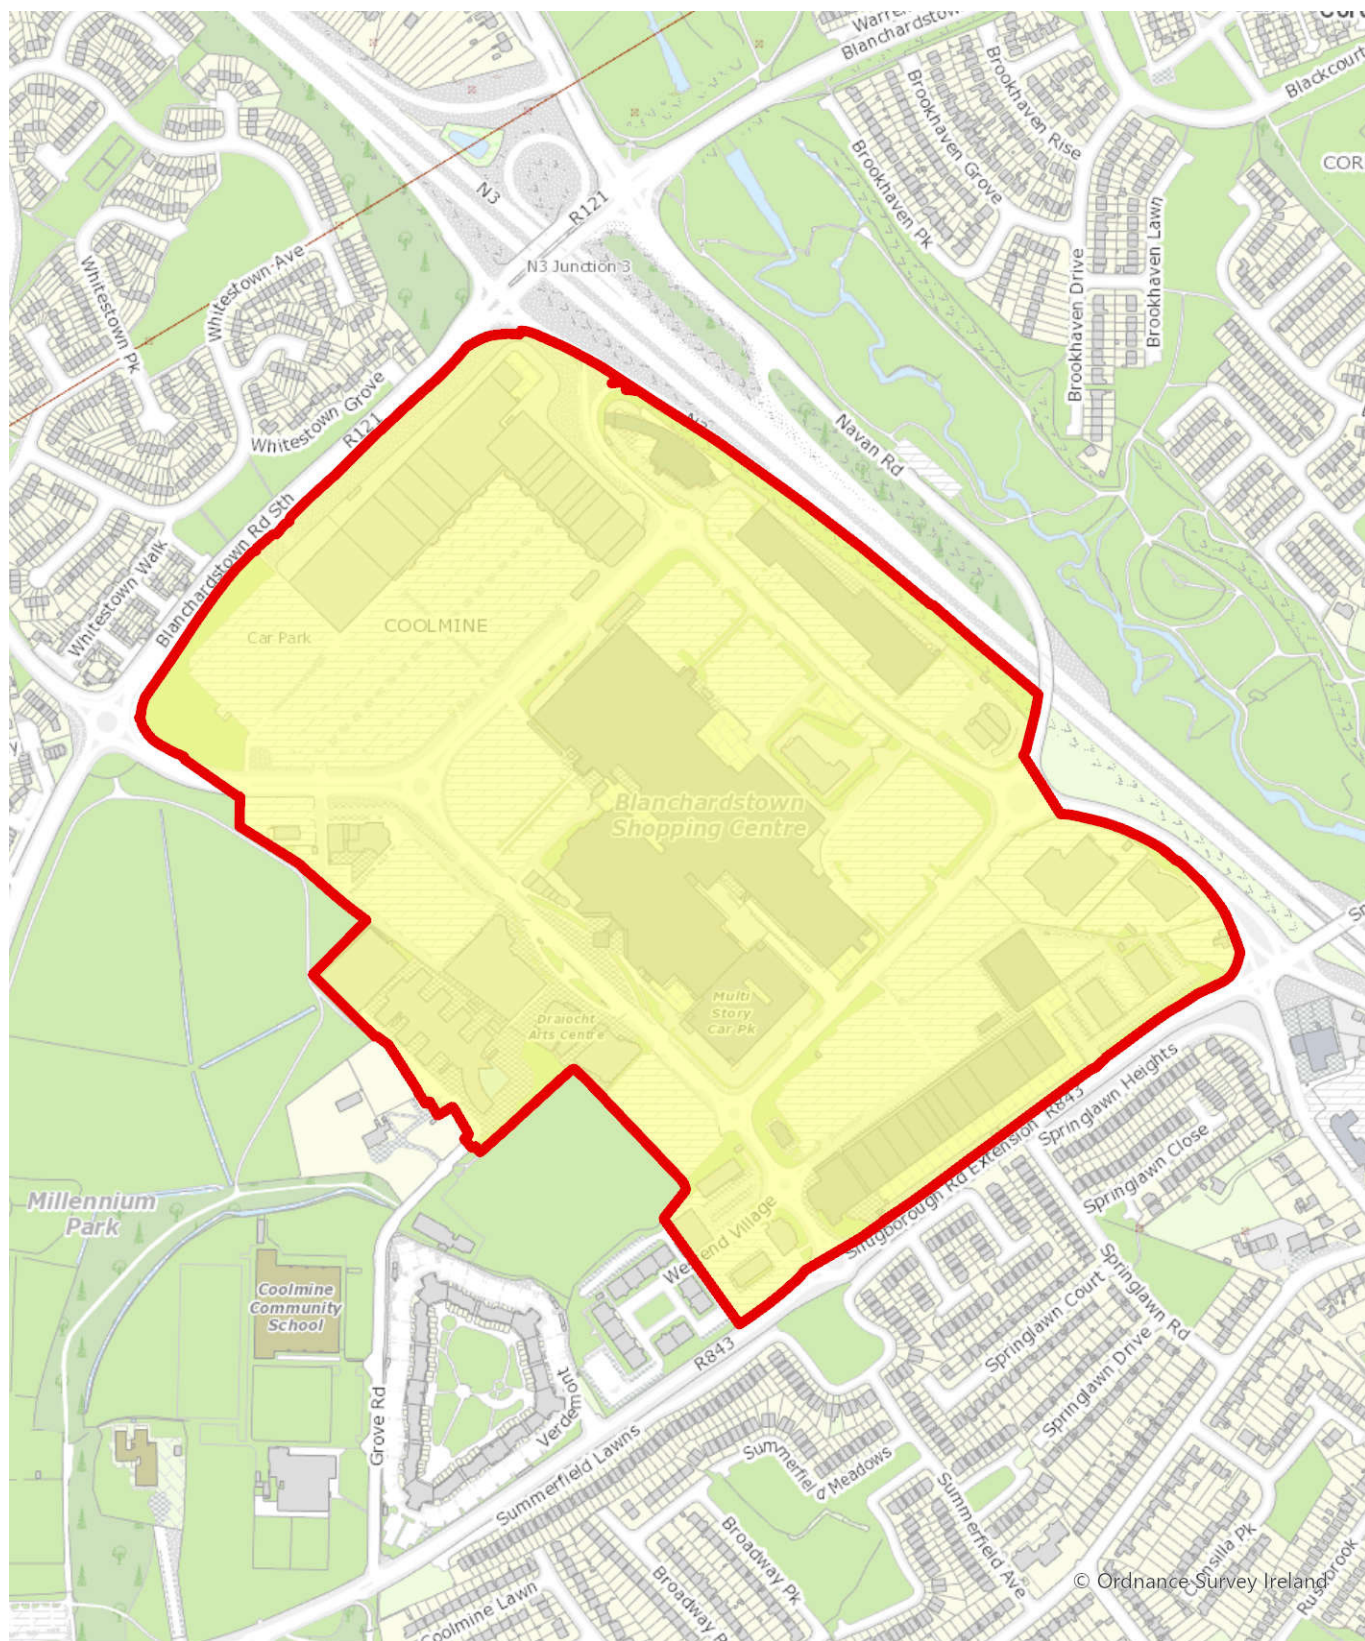 Blanchardstown
Brookhaven Rise
Brookhaven Grove
Blackcourt
COR
Brookhaven Pk
Brookhaven Drive
Brookhaven Lawn
N3
R121
N3 Junction 3
Whitestown Ave
Whitestown Pk
Whitestown Grove
R121
N3
Navan Rd
Blanchardstown Rd Sth
Whitestown Walk
Car Park
COOLMINE
Blanchardstown
Shopping Centre
Multi
Story
Car Pk
Draiocht
Arts Centre
R843
Springlawn Heights
Snugborough Rd Extension
Springlawn Close
Millennium
Park
Westend Village
Springlawn Rd
Springlawn Court
Springlawn Drive
Coolmine
Community
School
R843
Grove Rd
Verdemont
Summerfield Lawns
Summerfield Meadows
Summerfield Ave
Broadway Pk
Broadway
Coolmine Lawn
© Ordnance Survey Ireland